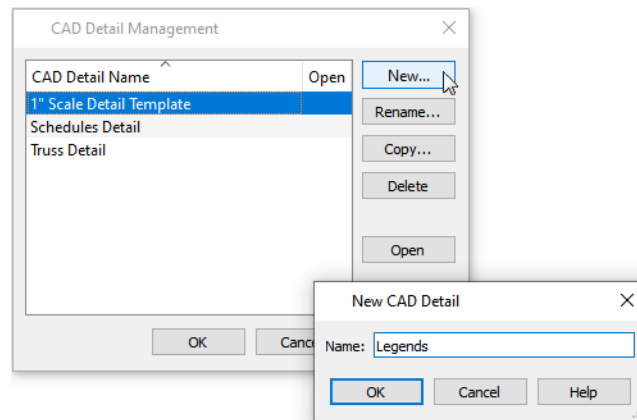 CAD Detail Management
CAD Detail Name Open New...
1" Scale Detail Template
Rename...
Schedules Detail
Truss Detail
Copy...
Delete
Open
New CAD Detail
OK
Name: Legends
OK Cancel Help